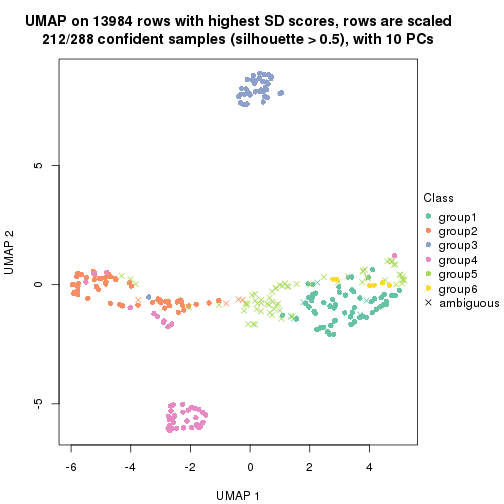 UMAP on 13984 rows with highest SD scores, rows are scaled
212/288 confident samples (silhouette > 0.5), with 10 PCs
UMAP 2
5
0
-5
-6
-4
-2
0
2
4
UMAP 1
Class
group1
group2
group3
group4
group5
group6
ambiguous